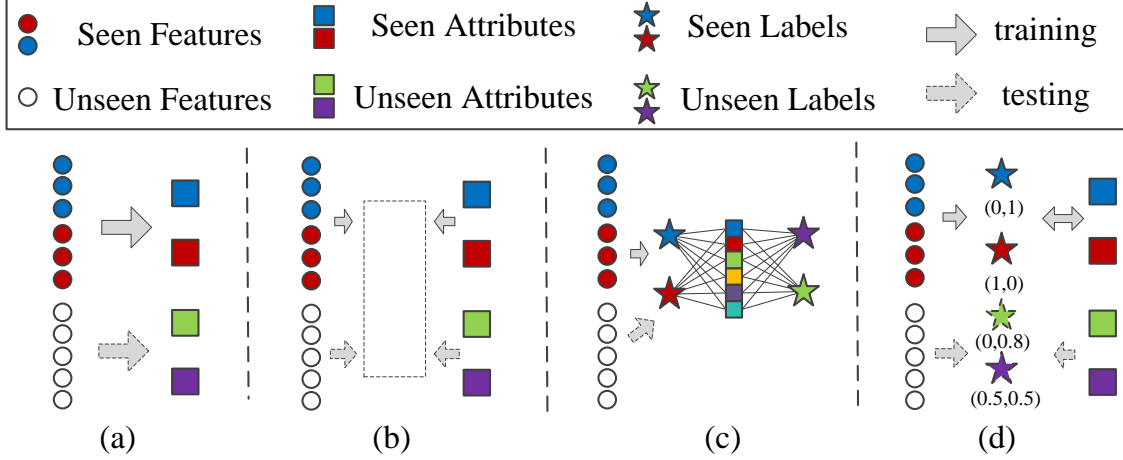 Seen Features Seen Attributes Seen Labels training
Unseen Features Unseen Attributes Unseen Labels testing
(0,1)
(1,0)
(0,0.8)
(0.5,0.5)
(a) (b) (c) (d)